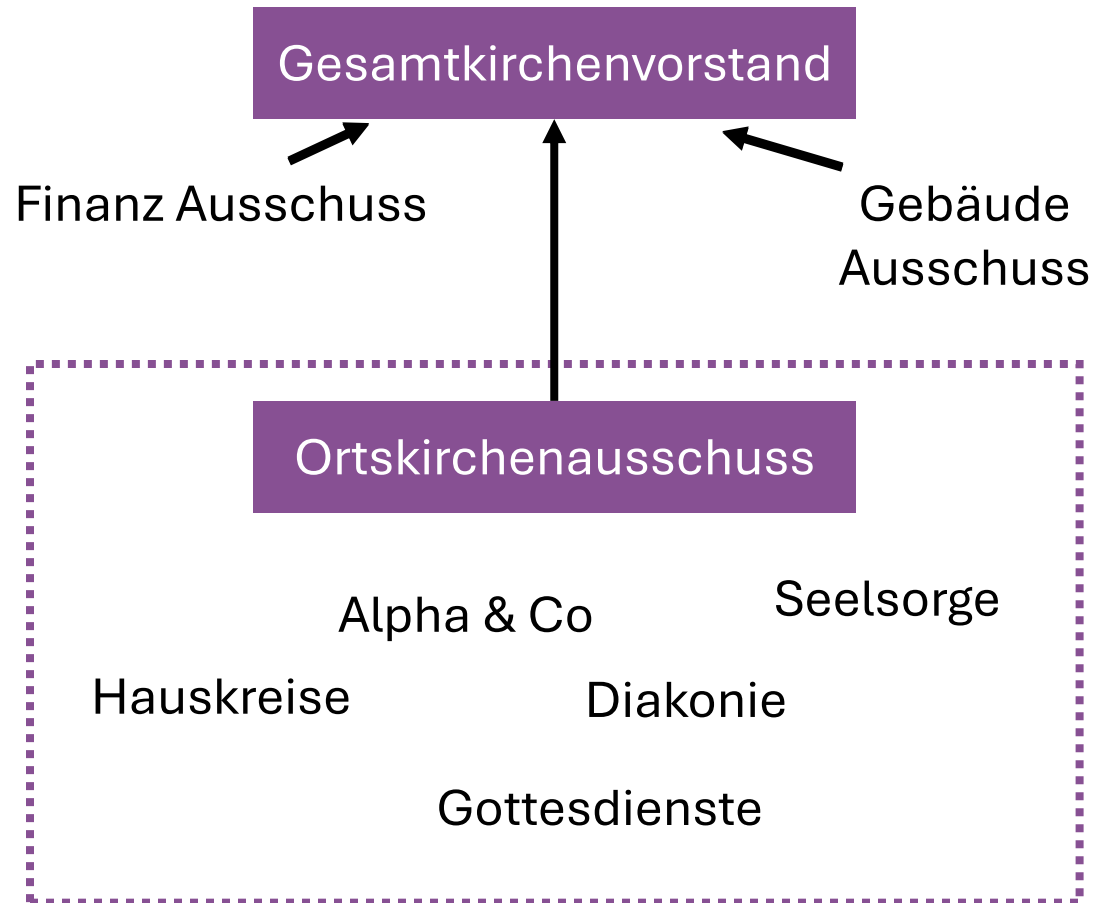 Gesamtkirchenvorstand
Finanz Ausschuss
Gebäude
Ausschuss
Ortskirchenausschuss
Alpha & Co
Seelsorge
Hauskreise
Diakonie
Gottesdienste